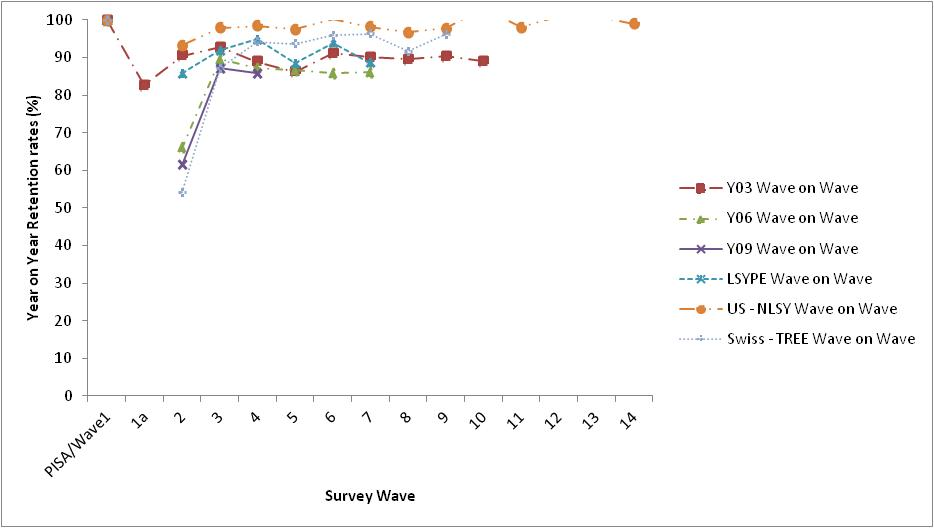 Year on Year Retention rates (%)
100
90
80
70
60
50
40
30
20
10
0
PISA/Wave1
1a
2
3
4
5
6
7
8
9
10
11
12
13
14
Survey Wave
Y03 Wave on Wave
Y06 Wave on Wave
Y09 Wave on Wave
LSYPE Wave on Wave
US - NLSY Wave on Wave
Swiss - TREE Wave on Wave